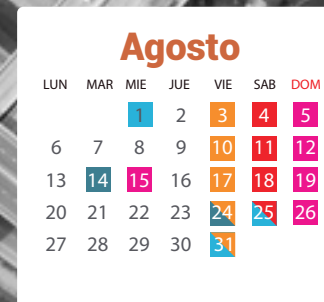 Agosto
LUN MAR MIE JUE VIE SAB DOM
1 2 3 4 5
6 7 8 9 10 11 12
13 14 15 16 17 18 19
20 21 22 23 24 25 26
27 28 29 30 31